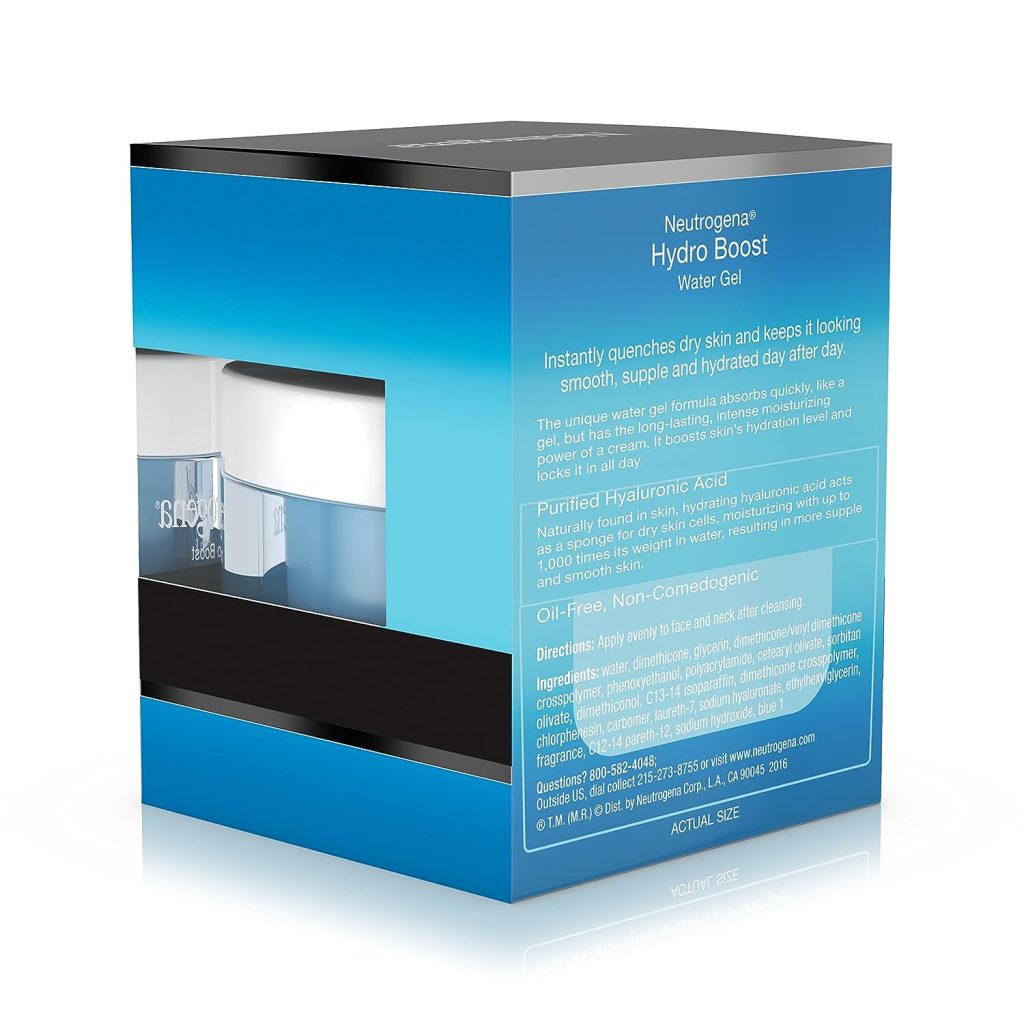 Neutrogena
Neutrogena®
Hydro Boost
Water Gel
Instantly quenches dry skin and keeps it looking
smooth, supple and hydrated day after day.
The unique water gel formula absorbs quickly, like a
gel, but has the long-lasting, intense moisturizing
power of a cream. It boosts skin's hydration level and
locks it in all day.
Purified Hyaluronic Acid
Naturally found in skin, hydrating hyaluronic acid acts
as a sponge for dry skin cells, moisturizing with up to
1,000 times its weight in water, resulting in more supple
and smooth skin.
Oil-Free, Non-Comedogenic
Directions: Apply evenly to face and neck after cleansing.
Ingredients: water, dimethicone, glycerin, dimethicone/vinyl dimethicone
crosspolymer, phenoxyethanol, polyacrylamide, cetearyl olivate, sorbitan
olivate, dimethiconol, C13-14 isoparaffin, dimethicone crosspolymer,
chlorphenesin, carbomer, laureth-7, sodium hyaluronate, ethylhexylglycerin,
fragrance, C12-14 pareth-12, sodium hydroxide, blue 1
Questions? 800-582-4048;
Outside US, dial collect 215-273-8755 or visit www.neutrogena.com
® T.M. (M.R.) © Dist. by Neutrogena Corp., L.A., CA 90045 2016
ACTUAL SIZE
ogena®
o Boost